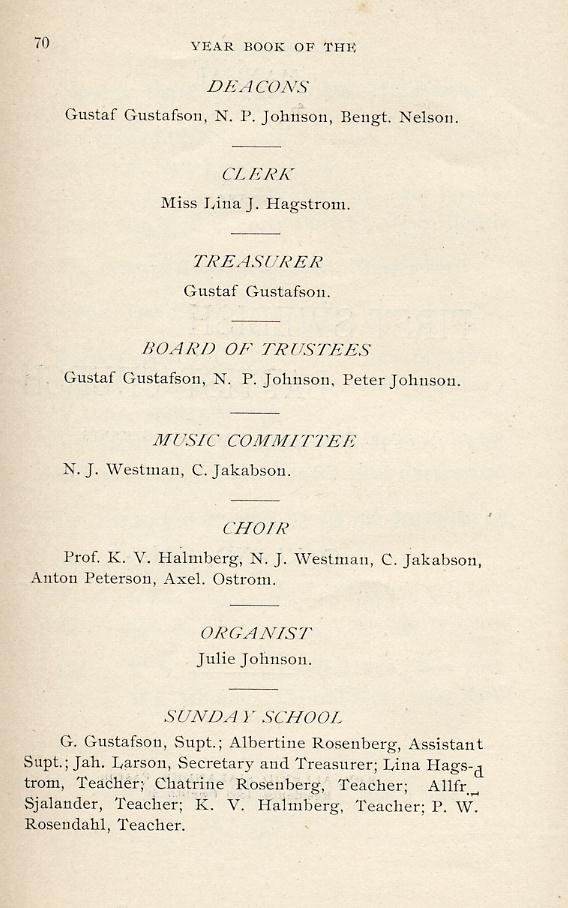 70
YEAR BOOK OF THE
DEACONS
Gustaf Gustafson, N. P. Johnson, Bengt. Nelson.
CLERK
Miss Lina J. Hagstrom.
TREASURER
Gustaf Gustafson.
BOARD OF TRUSTEES
Gustaf Gustafson, N. P. Johnson, Peter Johnson.
MUSIC COMMITTEE
N. J. Westman, C. Jakabson.
CHOIR
Prof. K. V. Halmberg, N. J. Westman, C. Jakabson,
Anton Peterson, Axel. Ostrom.
ORGANIST
Julie Johnson.
SUNDAY SCHOOL
G. Gustafson, Supt.; Albertine Rosenberg, Assistant
Supt.; Jah. Larson, Secretary and Treasurer; Lina Hags-
trom, Teacher; Chatrine Rosenberg, Teacher;
Sjalander, Teacher; K. V. Halmberg, Teacher; P. W.
Rosendahl, Teacher.